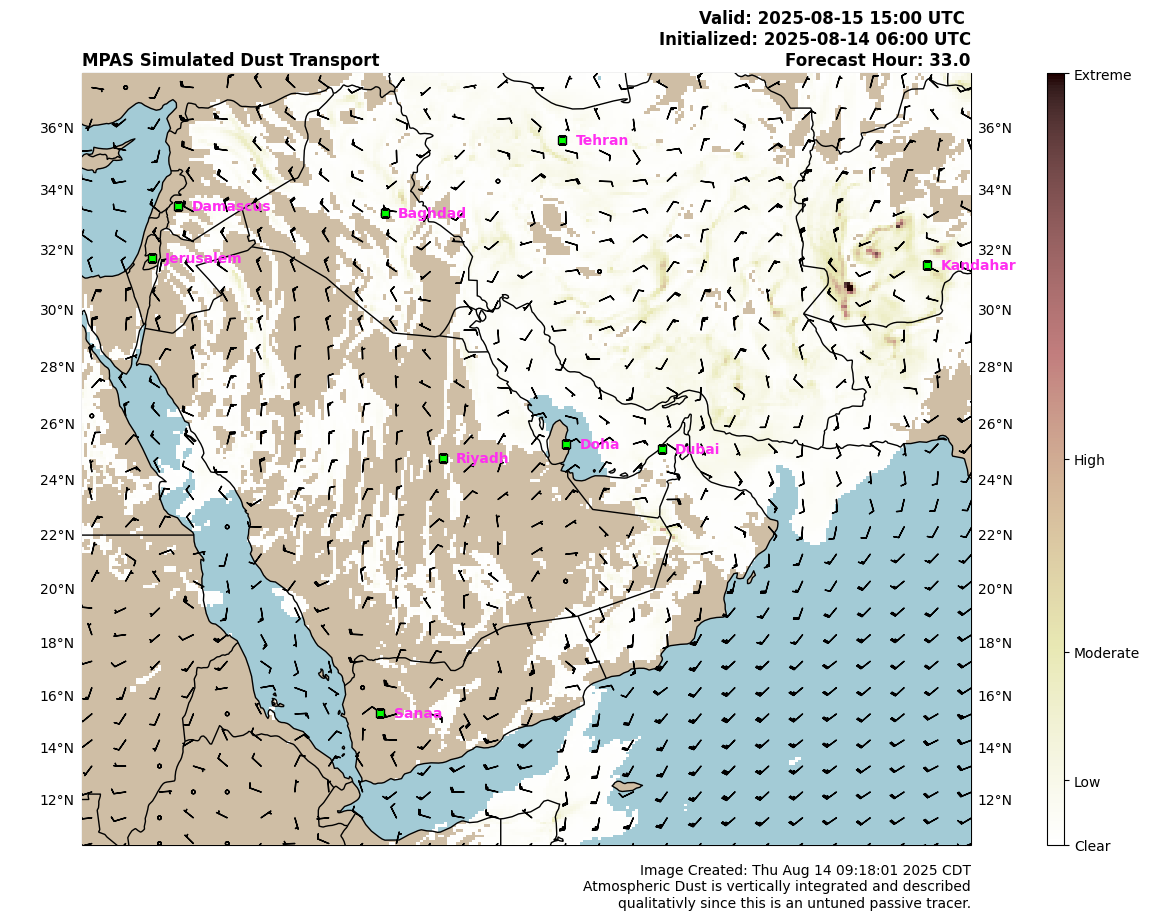 Valid: 2025-08-15 15:00 UTC
Initialized: 2025-08-14 06:00 UTC
MPAS Simulated Dust Transport
Forecast Hour: 33.0
Extreme
36°N
Tehran
36°N
34°N
34°N
Damascus
Baghdad
32°N
32°N
Jerusalem
Kandahar
30°N
30°N
28°N
28°N
26°N
26°N
Doha
Dubai
Riyadh
High
24°N
24°N
22°N
22°N
20°N
20°N
18°N
18°N
Moderate
16°N
16°N
Sanaa
14°N
14°N
Low
12°N
12°N
Clear
Image Created: Thu Aug 14 09:18:01 2025 CDT
Atmospheric Dust is vertically integrated and described
qualitativly since this is an untuned passive tracer.